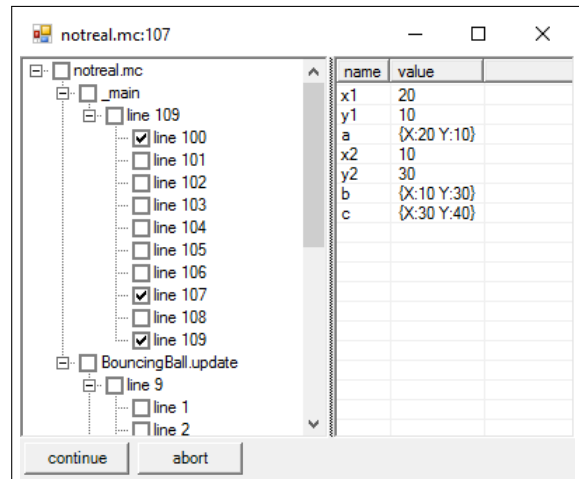 notreal.mc:107
notreal.mc
_main
line 109
line 100
line 101
line 102
line 103
line 104
line 105
line 106
line 107
line 108
line 109
BouncingBall.update
line 9
line 1
line 2
name value
x1 20
y1 10
a {X:20 Y:10}
x2 10
y2 30
b {X:10 Y:30}
c {X:30 Y:40}
continue abort